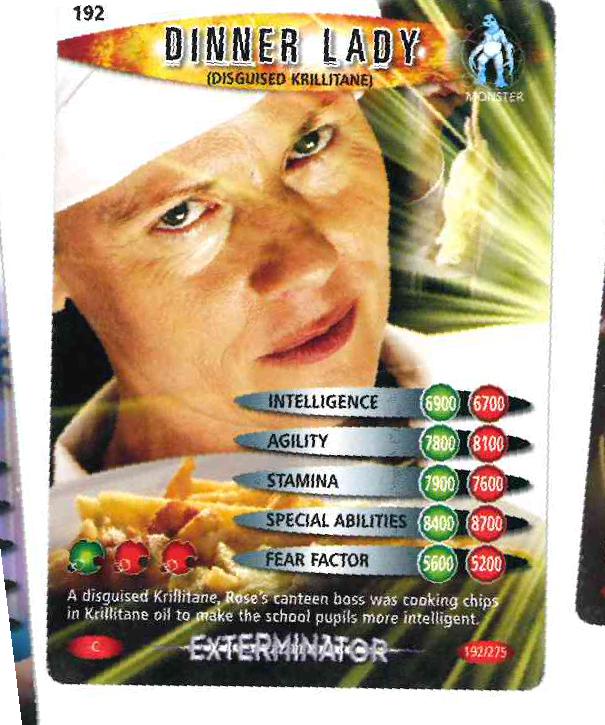 192
DINNER LADY
(DISGUISED KRILLITANE)
MONSTER
INTELLIGENCE 6900 6700
AGILITY 7800 8100
STAMINA 7900 7600
SPECIAL ABILITIES 8400 8700
FEAR FACTOR 5600 5200
A disguised Krillitane, Rose's canteen boss was cooking chips
in Krillitane oil to make the school pupils more intelligent.
C EXTERMINATOR 192/275